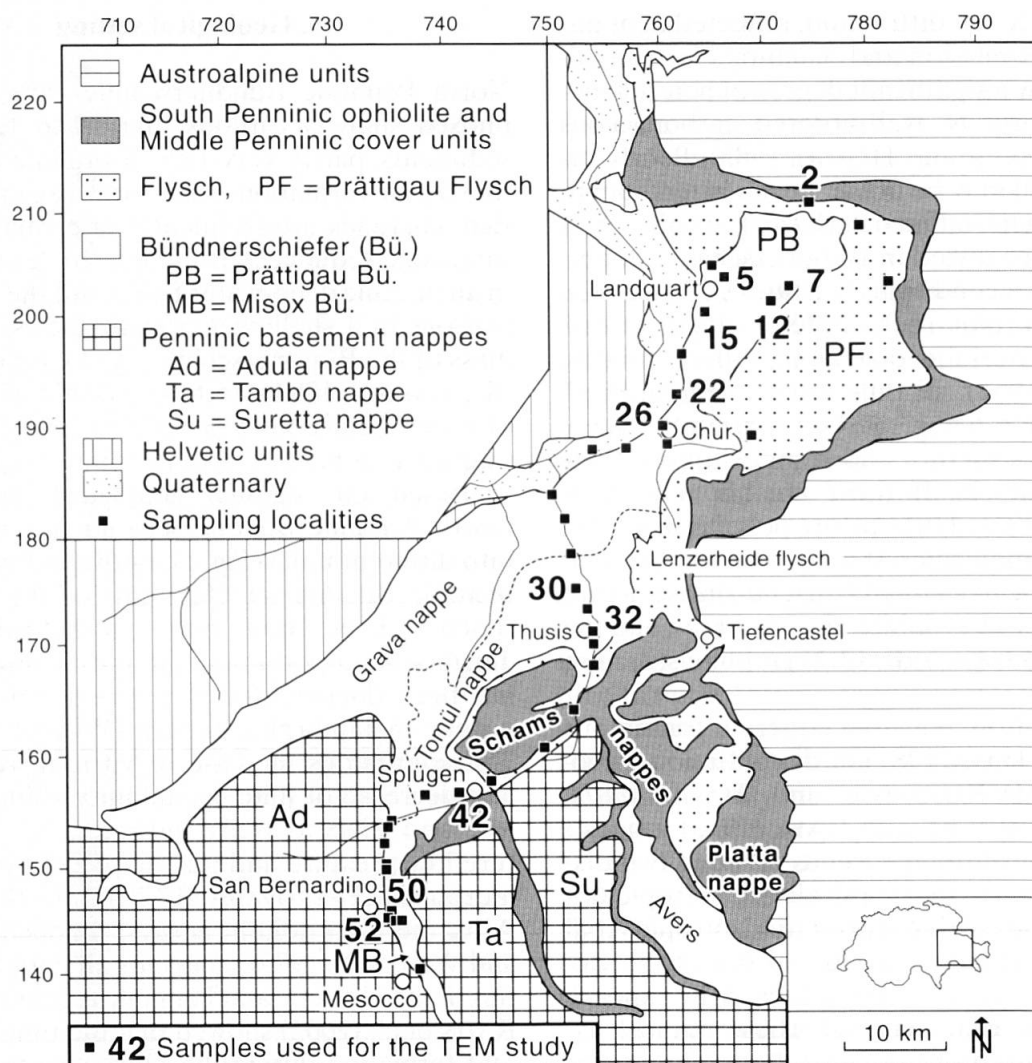 710 720 730 740 750 760 770 780 790
220
210
200
190
180
170
160
150
140
Austroalpine units
South Penninic ophiolite and
Middle Penninic cover units
Flysch, PF = Prättigau Flysch
Bündnerschiefer (Bü.)
PB = Prättigau Bü.
MB = Misox Bü.
Penninic basement nappes
Ad = Adula nappe
Ta = Tambo nappe
Su = Suretta nappe
Helvetic units
Quaternary
Sampling localities
2
PB
5
7
Landquart
15
12
PF
22
26
Chur
Lenzerheide flysch
30
32
Thusis
Tiefencastel
Grava nappe
Tomül nappe
Schams
nappes
Splügen
42
Ad
Platta
nappe
San Bernardino
50
Su
52
Ta
Avers
MB
Mesocco
10 km
N
42 Samples used for the TEM study